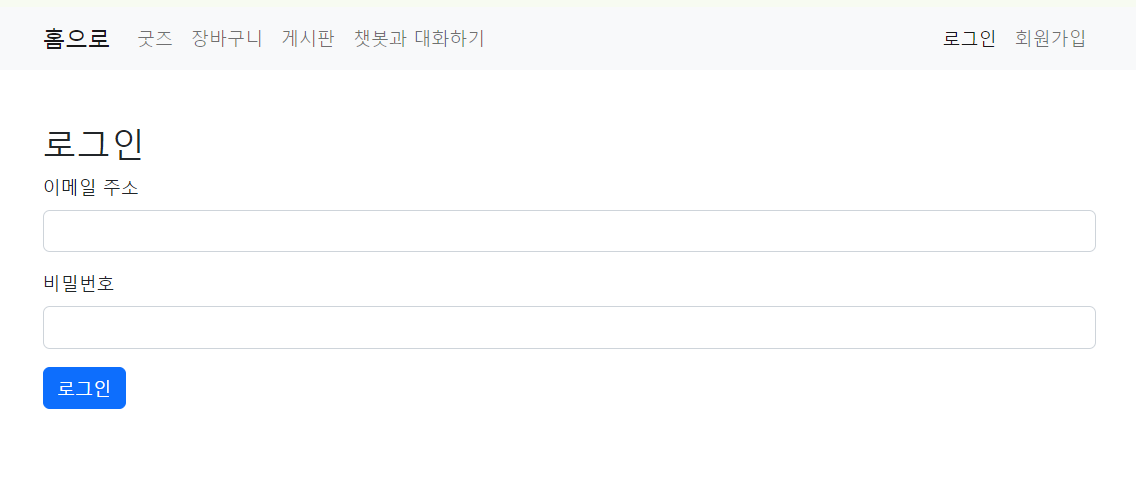 홈으로 굿즈 장바구니 게시판 챗봇과 대화하기 로그인 회원가입
로그인
이메일 주소
비밀번호
로그인